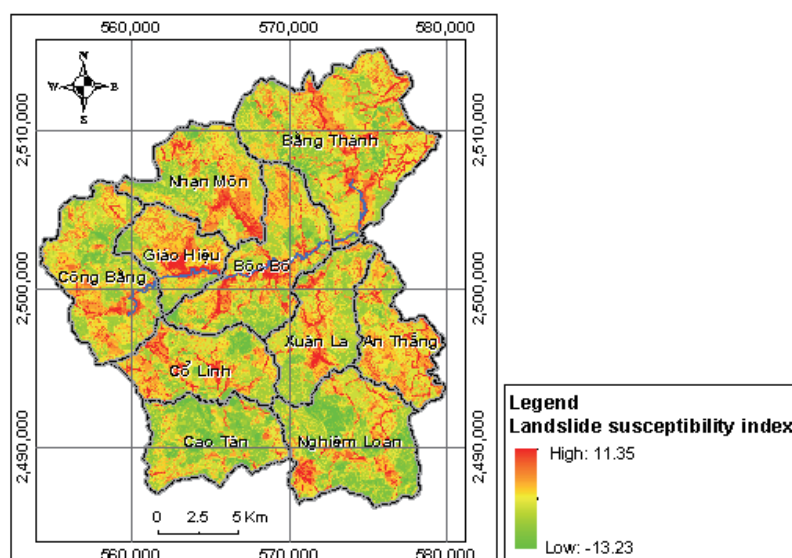 560,000 570,000 580,000
N
W E
S
2,510,000 2,510,000
Bằng Thành
Nhạn Môn
Giáo Hiệu
Bộc Bố
Công Bằng
2,500,000 2,500,000
Xuân La
An Thắng
Cổ Linh
Cao Tân
Nghiêm Loan
2,490,000 2,490,000
0 2.5 5 Km
560,000 570,000 580,000
Legend
Landslide susceptibility index
High: 11.35
Low: -13.23